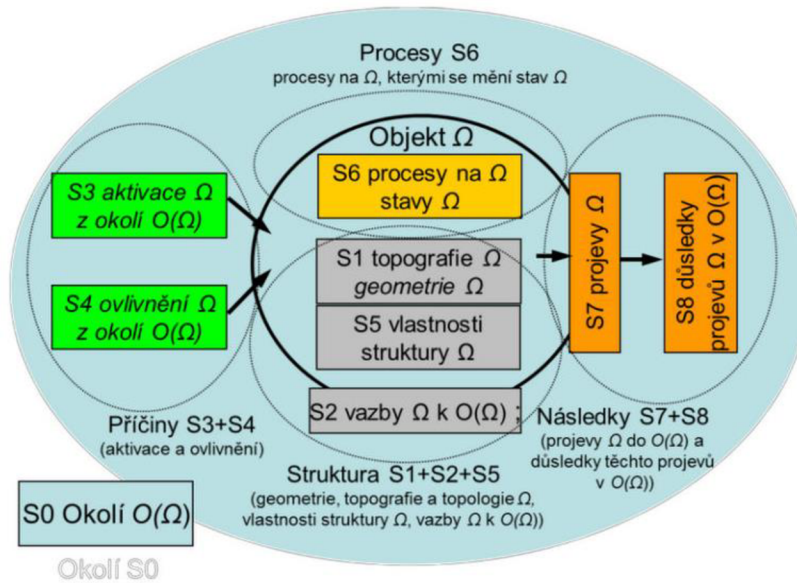 Procesy S6
procesy na Ω, kterými se mění stav Ω
Objekt Ω
S6 procesy na Ω
stavy Ω
S3 aktivace Ω
z okolí O(Ω)
S4 ovlivnění Ω
z okolí O(Ω)
S1 topografie Ω
geometrie Ω
S5 vlastnosti
struktury Ω
S2 vazby Ω k O(Ω) ;
S7 projevy Ω
S8 důsledky
projevů Ω v O(Ω)
Příčiny S3+S4
(aktivace a ovlivnění)
Struktura S1+S2+S5
(geometrie, topografie a topologie Ω,
vlastnosti struktury Ω, vazby Ω k O(Ω))
Následky S7+S8
(projevy Ω do O(Ω) a
důsledky těchto projevů
v O(Ω))
S0 Okolí O(Ω)
Okolí S0